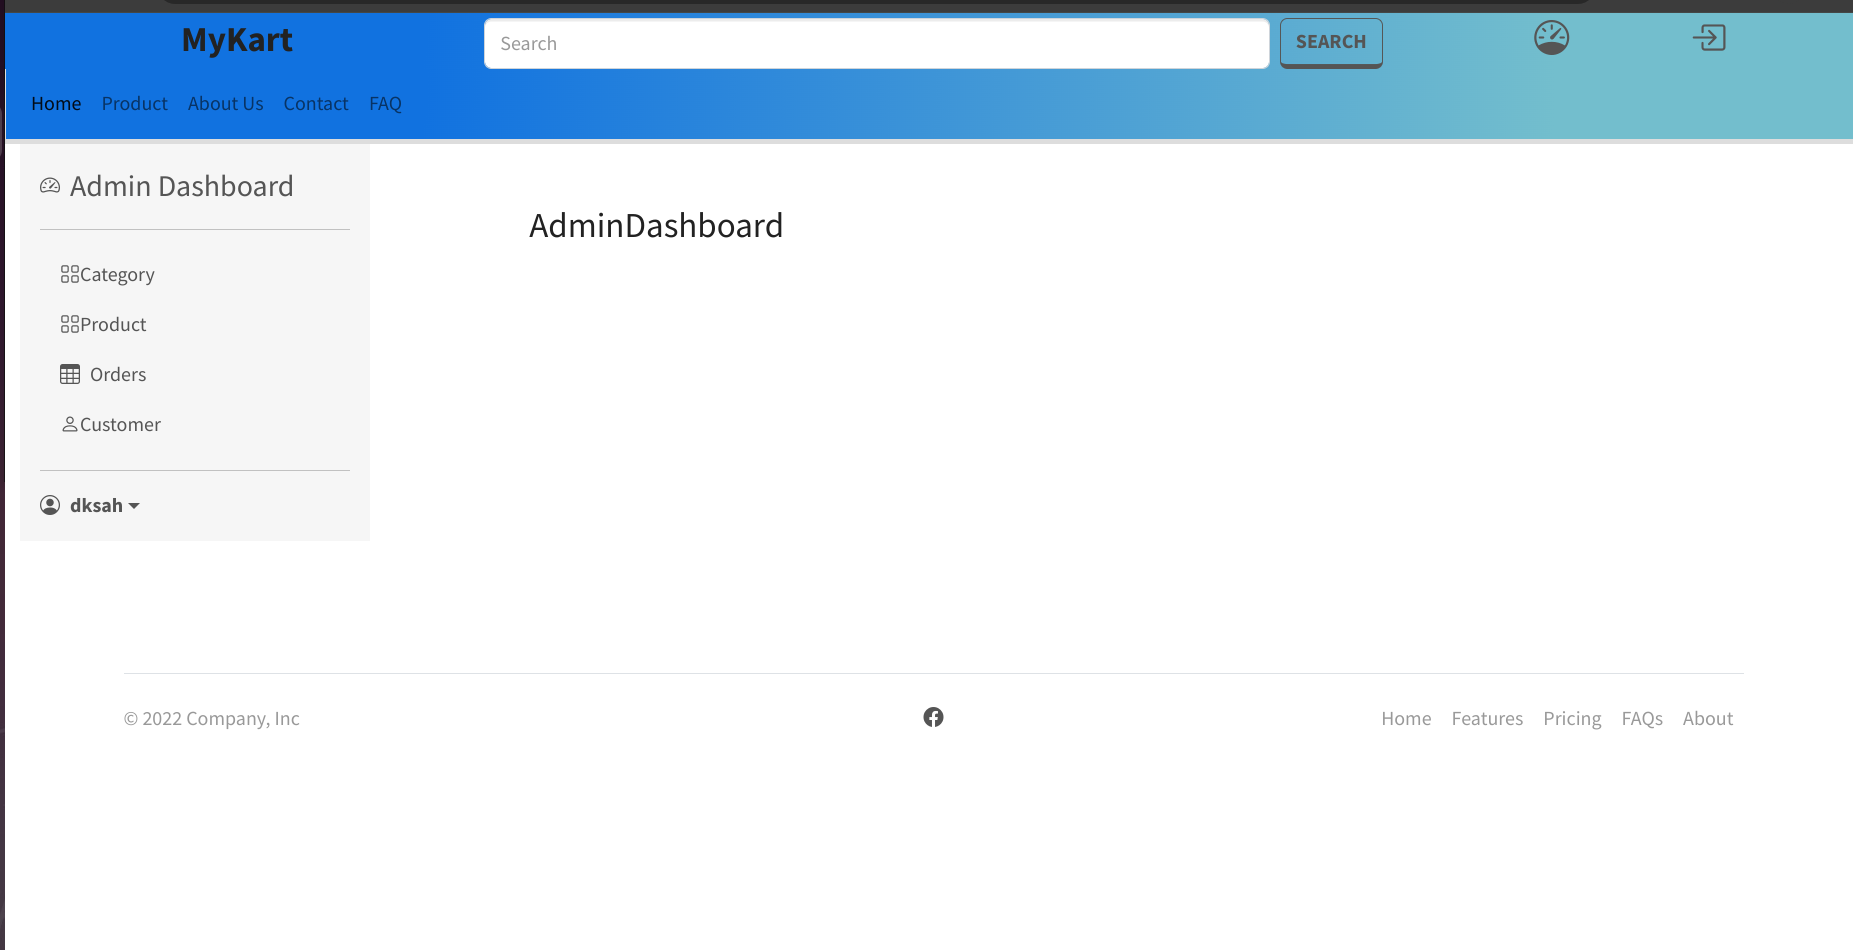 MyKart
Search
SEARCH
Home Product About Us Contact FAQ
Admin Dashboard
AdminDashboard
Category
Product
Orders
Customer
dksah
© 2022 Company, Inc
Home Features Pricing FAQs About